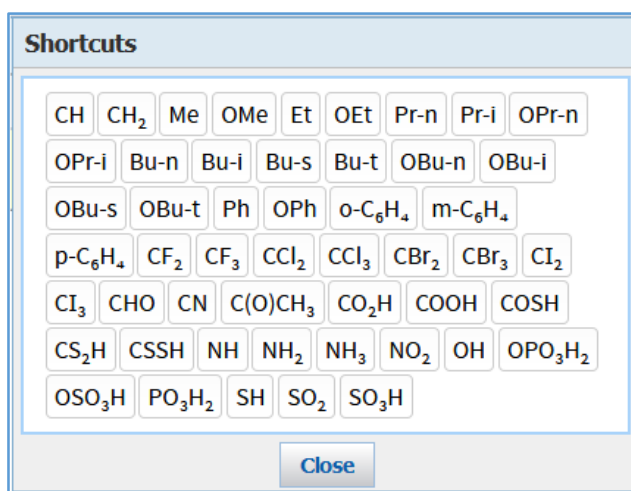 Shortcuts
CH CH₂ Me OMe Et OEt Pr-n Pr-i OPr-n
OPr-i Bu-n Bu-i Bu-s Bu-t OBu-n OBu-i
OBu-s OBu-t Ph OPh o-C₆H₄ m-C₆H₄
p-C₆H₄ CF₂ CF₃ CCl₂ CCl₃ CBr₂ CBr₃ CI₂
CI₃ CHO CN C(O)CH₃ CO₂H COOH COSH
CS₂H CSSH NH NH₂ NH₃ NO₂ OH OPO₃H₂
OSO₃H PO₃H₂ SH SO₂ SO₃H
Close